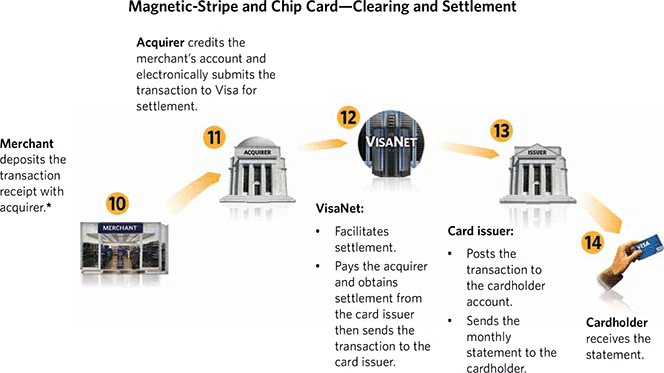 Magnetic-Stripe and Chip Card—Clearing and Settlement
Acquirer credits the
merchant’s account and
electronically submits the
transaction to Visa for
settlement.
Merchant
deposits the
transaction
receipt with
acquirer.*
10
MERCHANT
11
ACQUIRER
12
VISANET
13
ISSUER
14
VISA
VisaNet:
• Facilitates
settlement.
• Pays the acquirer
and obtains
settlement from
the card issuer
then sends the
transaction to the
card issuer.
Card issuer:
• Posts the
transaction to
the cardholder
account.
• Sends the
monthly
statement to the
cardholder.
Cardholder
receives the
statement.